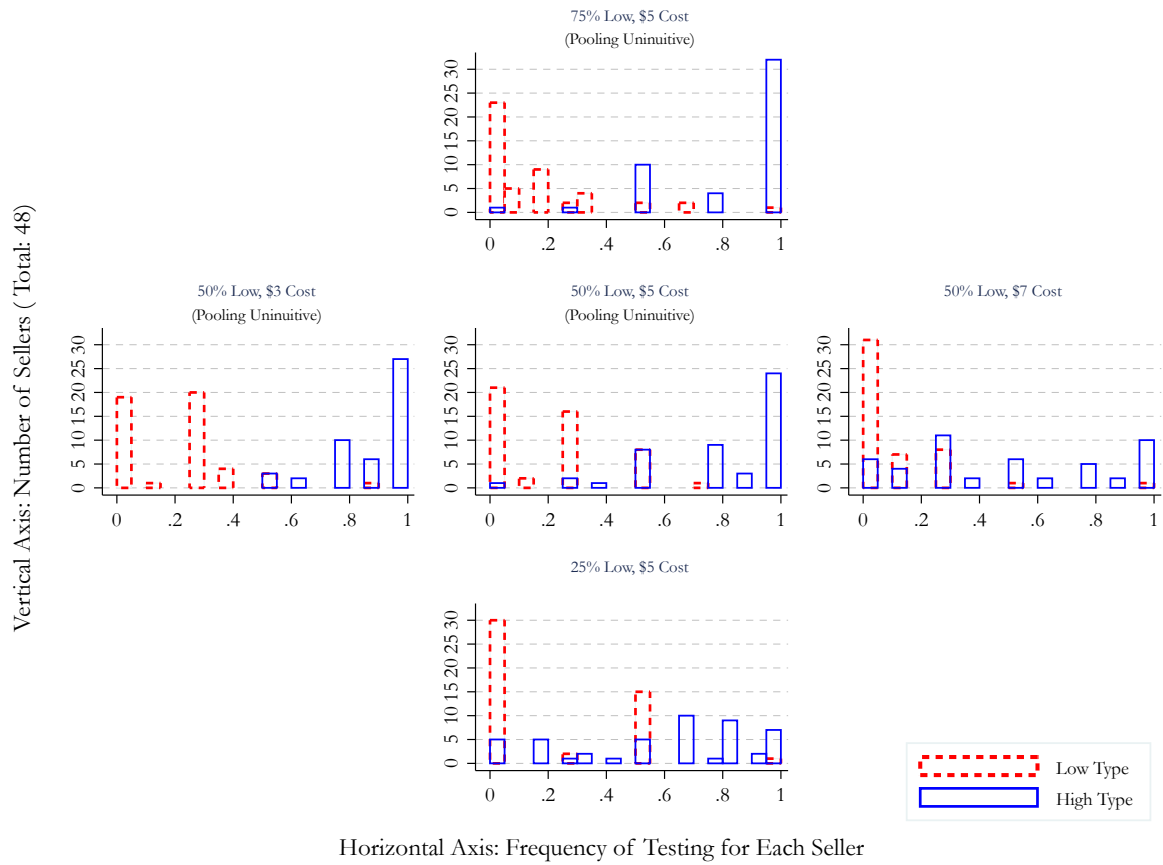 75% Low, $5 Cost
(Pooling Uninuitive)
30
25
20
15
10
5
0
0 .2 .4 .6 .8 1
Vertical Axis: Number of Sellers ( Total: 48)
50% Low, $3 Cost
(Pooling Uninuitive)
30
25
20
15
10
5
0
0 .2 .4 .6 .8 1
50% Low, $5 Cost
(Pooling Uninuitive)
30
25
20
15
10
5
0
0 .2 .4 .6 .8 1
50% Low, $7 Cost
30
25
20
15
10
5
0
0 .2 .4 .6 .8 1
25% Low, $5 Cost
30
25
20
15
10
5
0
0 .2 .4 .6 .8 1
Low Type
High Type
Horizontal Axis: Frequency of Testing for Each Seller